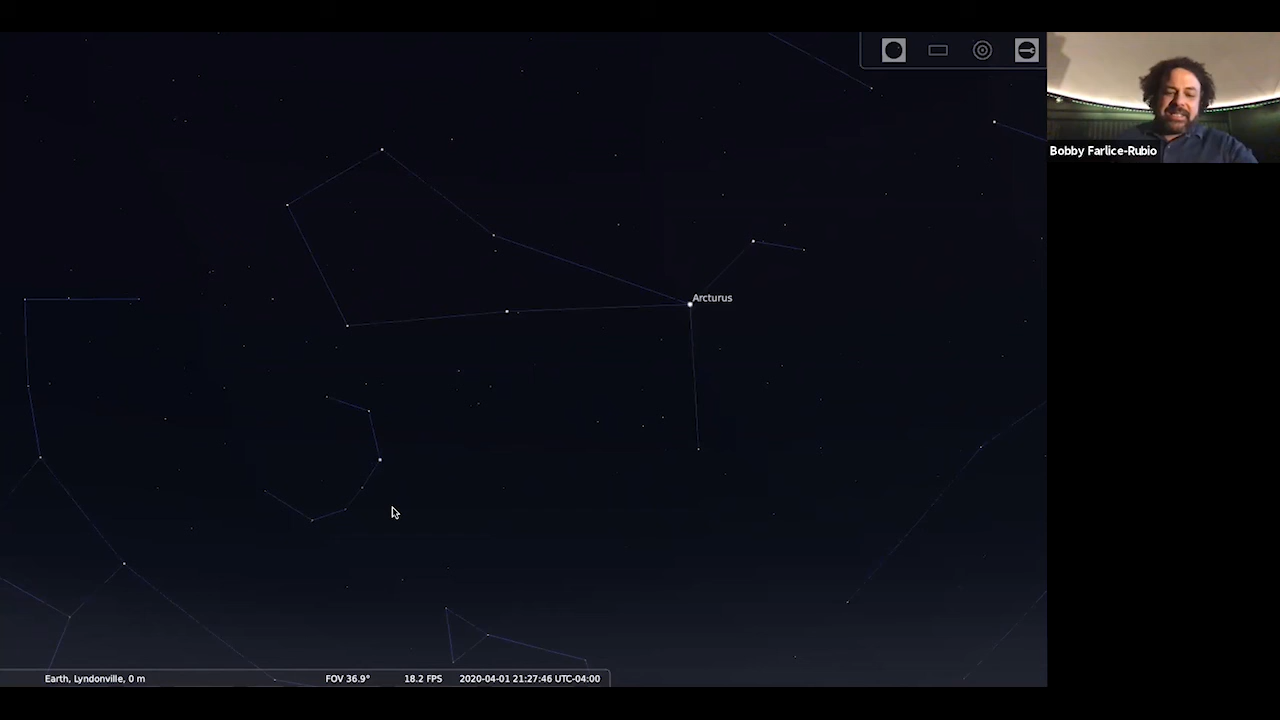 Bobby Farlice-Rubio
Arcturus
Earth, Lyndonville, 0 m FOV 36.9° 18.2 FPS 2020-04-01 21:27:46 UTC-04:00